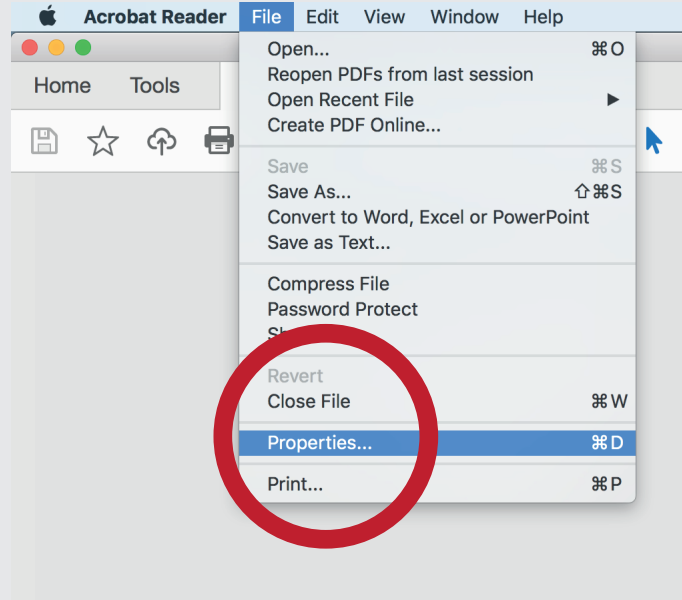 Acrobat Reader File Edit View Window Help
Home Tools
Open... ⌘O
Reopen PDFs from last session
Open Recent File ▶
Create PDF Online...
Save ⌘S
Save As... ⇧⌘S
Convert to Word, Excel or PowerPoint
Save as Text...
Compress File
Password Protect
Revert
Close File ⌘W
Properties... ⌘D
Print... ⌘P